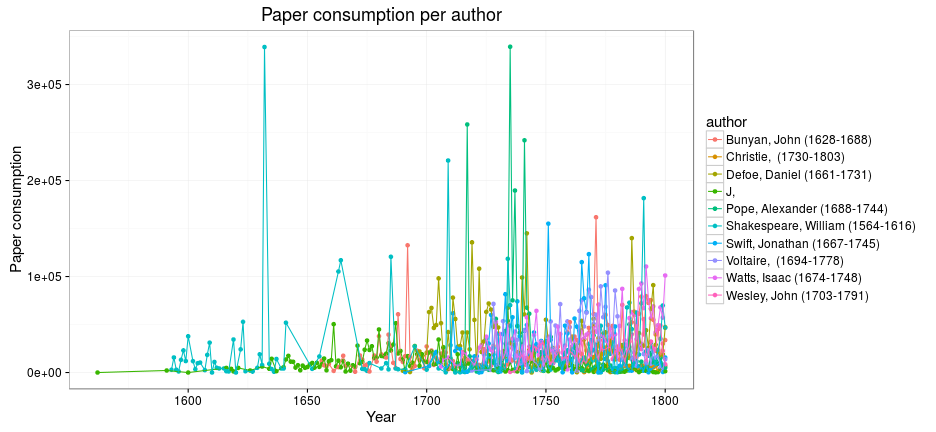 Paper consumption per author
Paper consumption
3e+05
2e+05
1e+05
0e+00
1600
1650
1700
1750
1800
Year
author
Bunyan, John (1628-1688)
Christie,  (1730-1803)
Defoe, Daniel (1661-1731)
J,
Pope, Alexander (1688-1744)
Shakespeare, William (1564-1616)
Swift, Jonathan (1667-1745)
Voltaire,  (1694-1778)
Watts, Isaac (1674-1748)
Wesley, John (1703-1791)